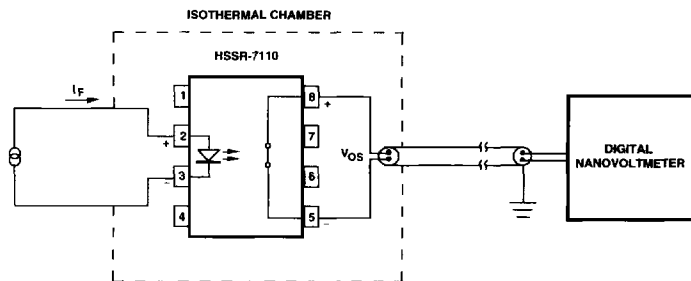 ISOTHERMAL CHAMBER
HSSR-7110
IF
1
8
+
+
2
7
VOS
DIGITAL
NANOVOLTMETER
3
6
–
4
5
–